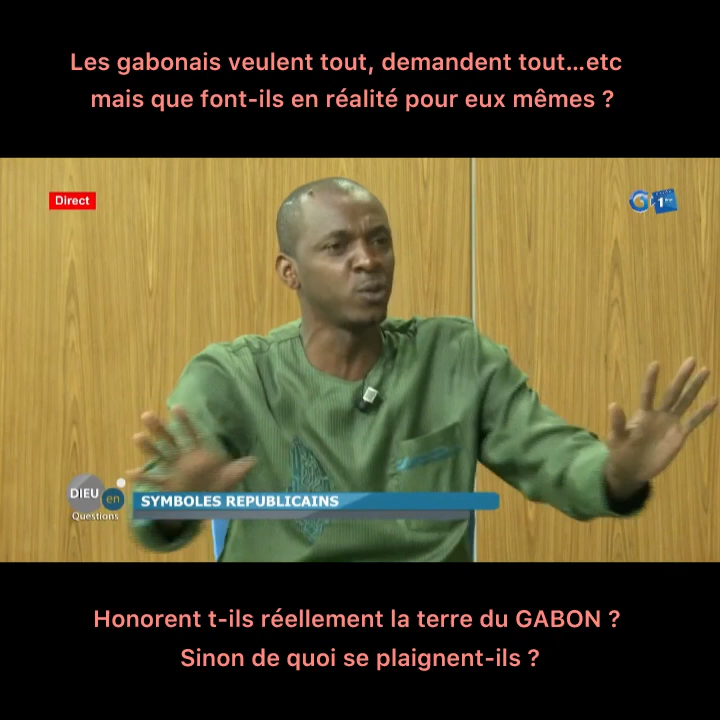 Les gabonais veulent tout, demandent tout...etc
mais que font-ils en réalité pour eux mêmes ?
Direct
G 1ère
DIEU en
Questions
SYMBOLES REPUBLICAINS
Honorent t-ils réellement la terre du GABON ?
Sinon de quoi se plaignent-ils ?